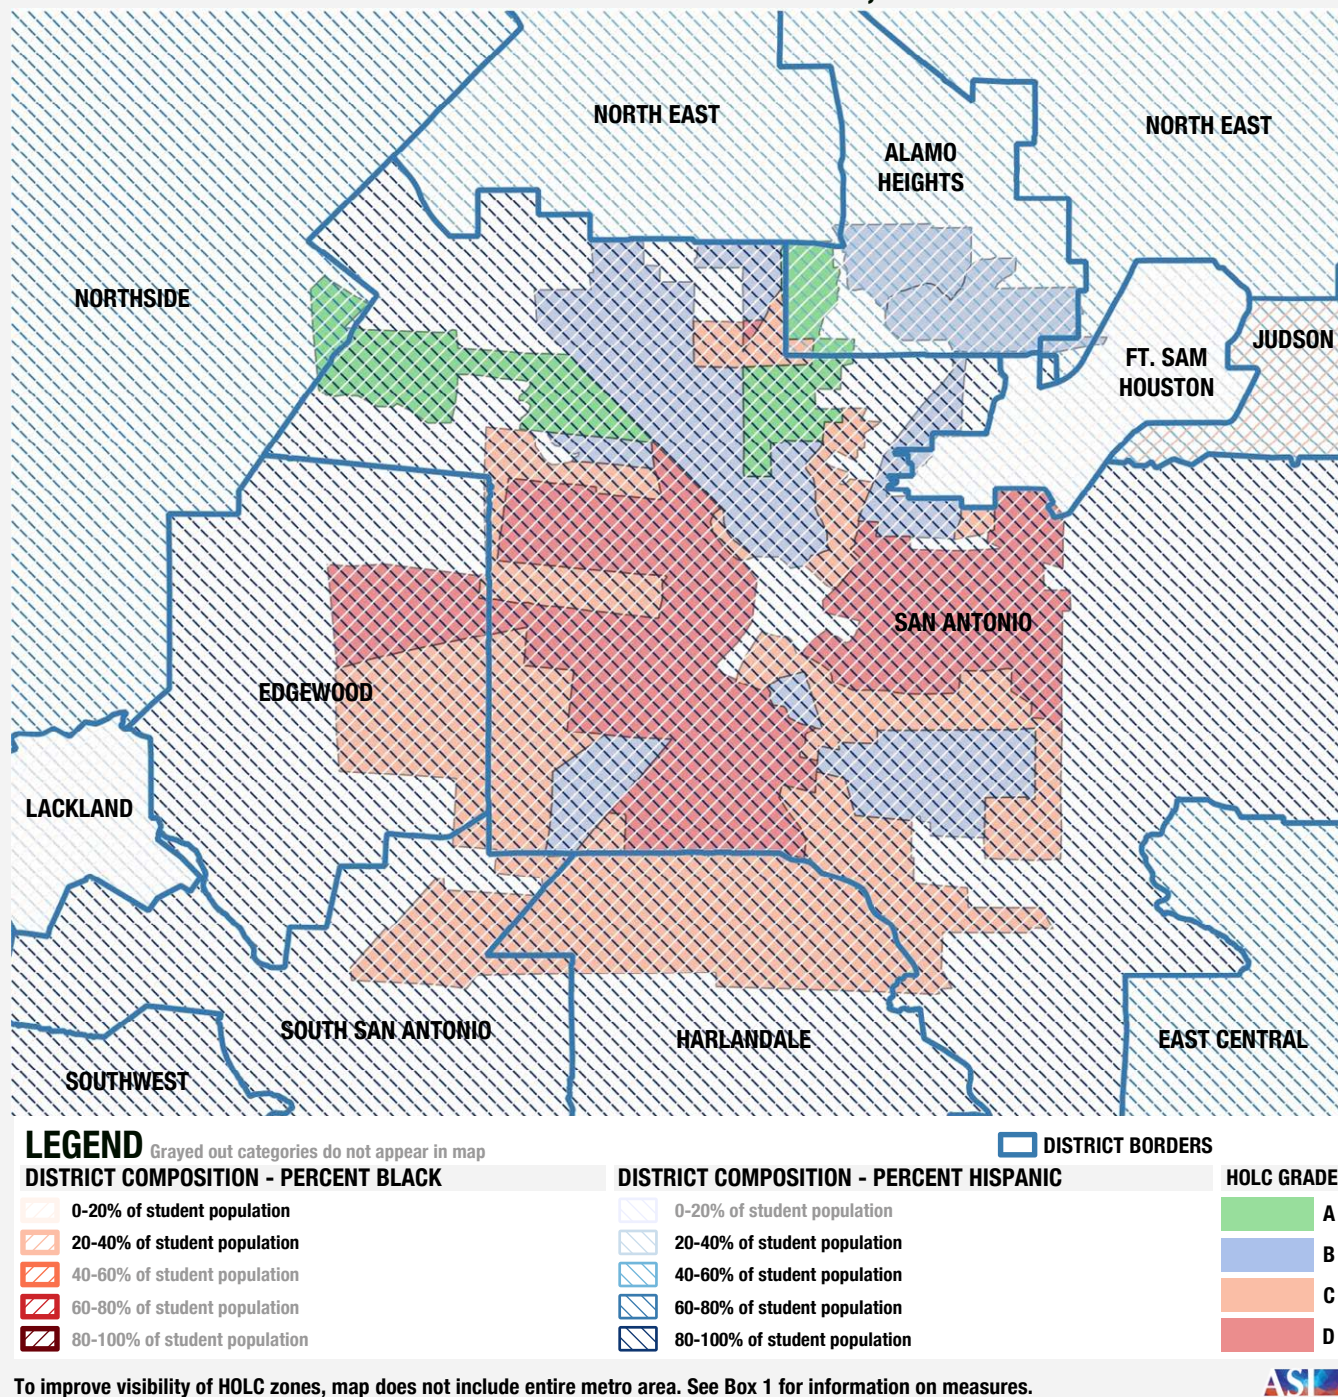 NORTH EAST
NORTH EAST
ALAMO
HEIGHTS
NORTHSIDE
JUDSON
FT. SAM
HOUSTON
SAN ANTONIO
EDGEWOOD
LACKLAND
SOUTH SAN ANTONIO
HARLANDALE
EAST CENTRAL
SOUTHWEST
LEGEND Grayed out categories do not appear in map
DISTRICT BORDERS
DISTRICT COMPOSITION - PERCENT BLACK
0-20% of student population
20-40% of student population
40-60% of student population
60-80% of student population
80-100% of student population
DISTRICT COMPOSITION - PERCENT HISPANIC
0-20% of student population
20-40% of student population
40-60% of student population
60-80% of student population
80-100% of student population
HOLC GRADE
A
B
C
D
To improve visibility of HOLC zones, map does not include entire metro area. See Box 1 for information on measures.